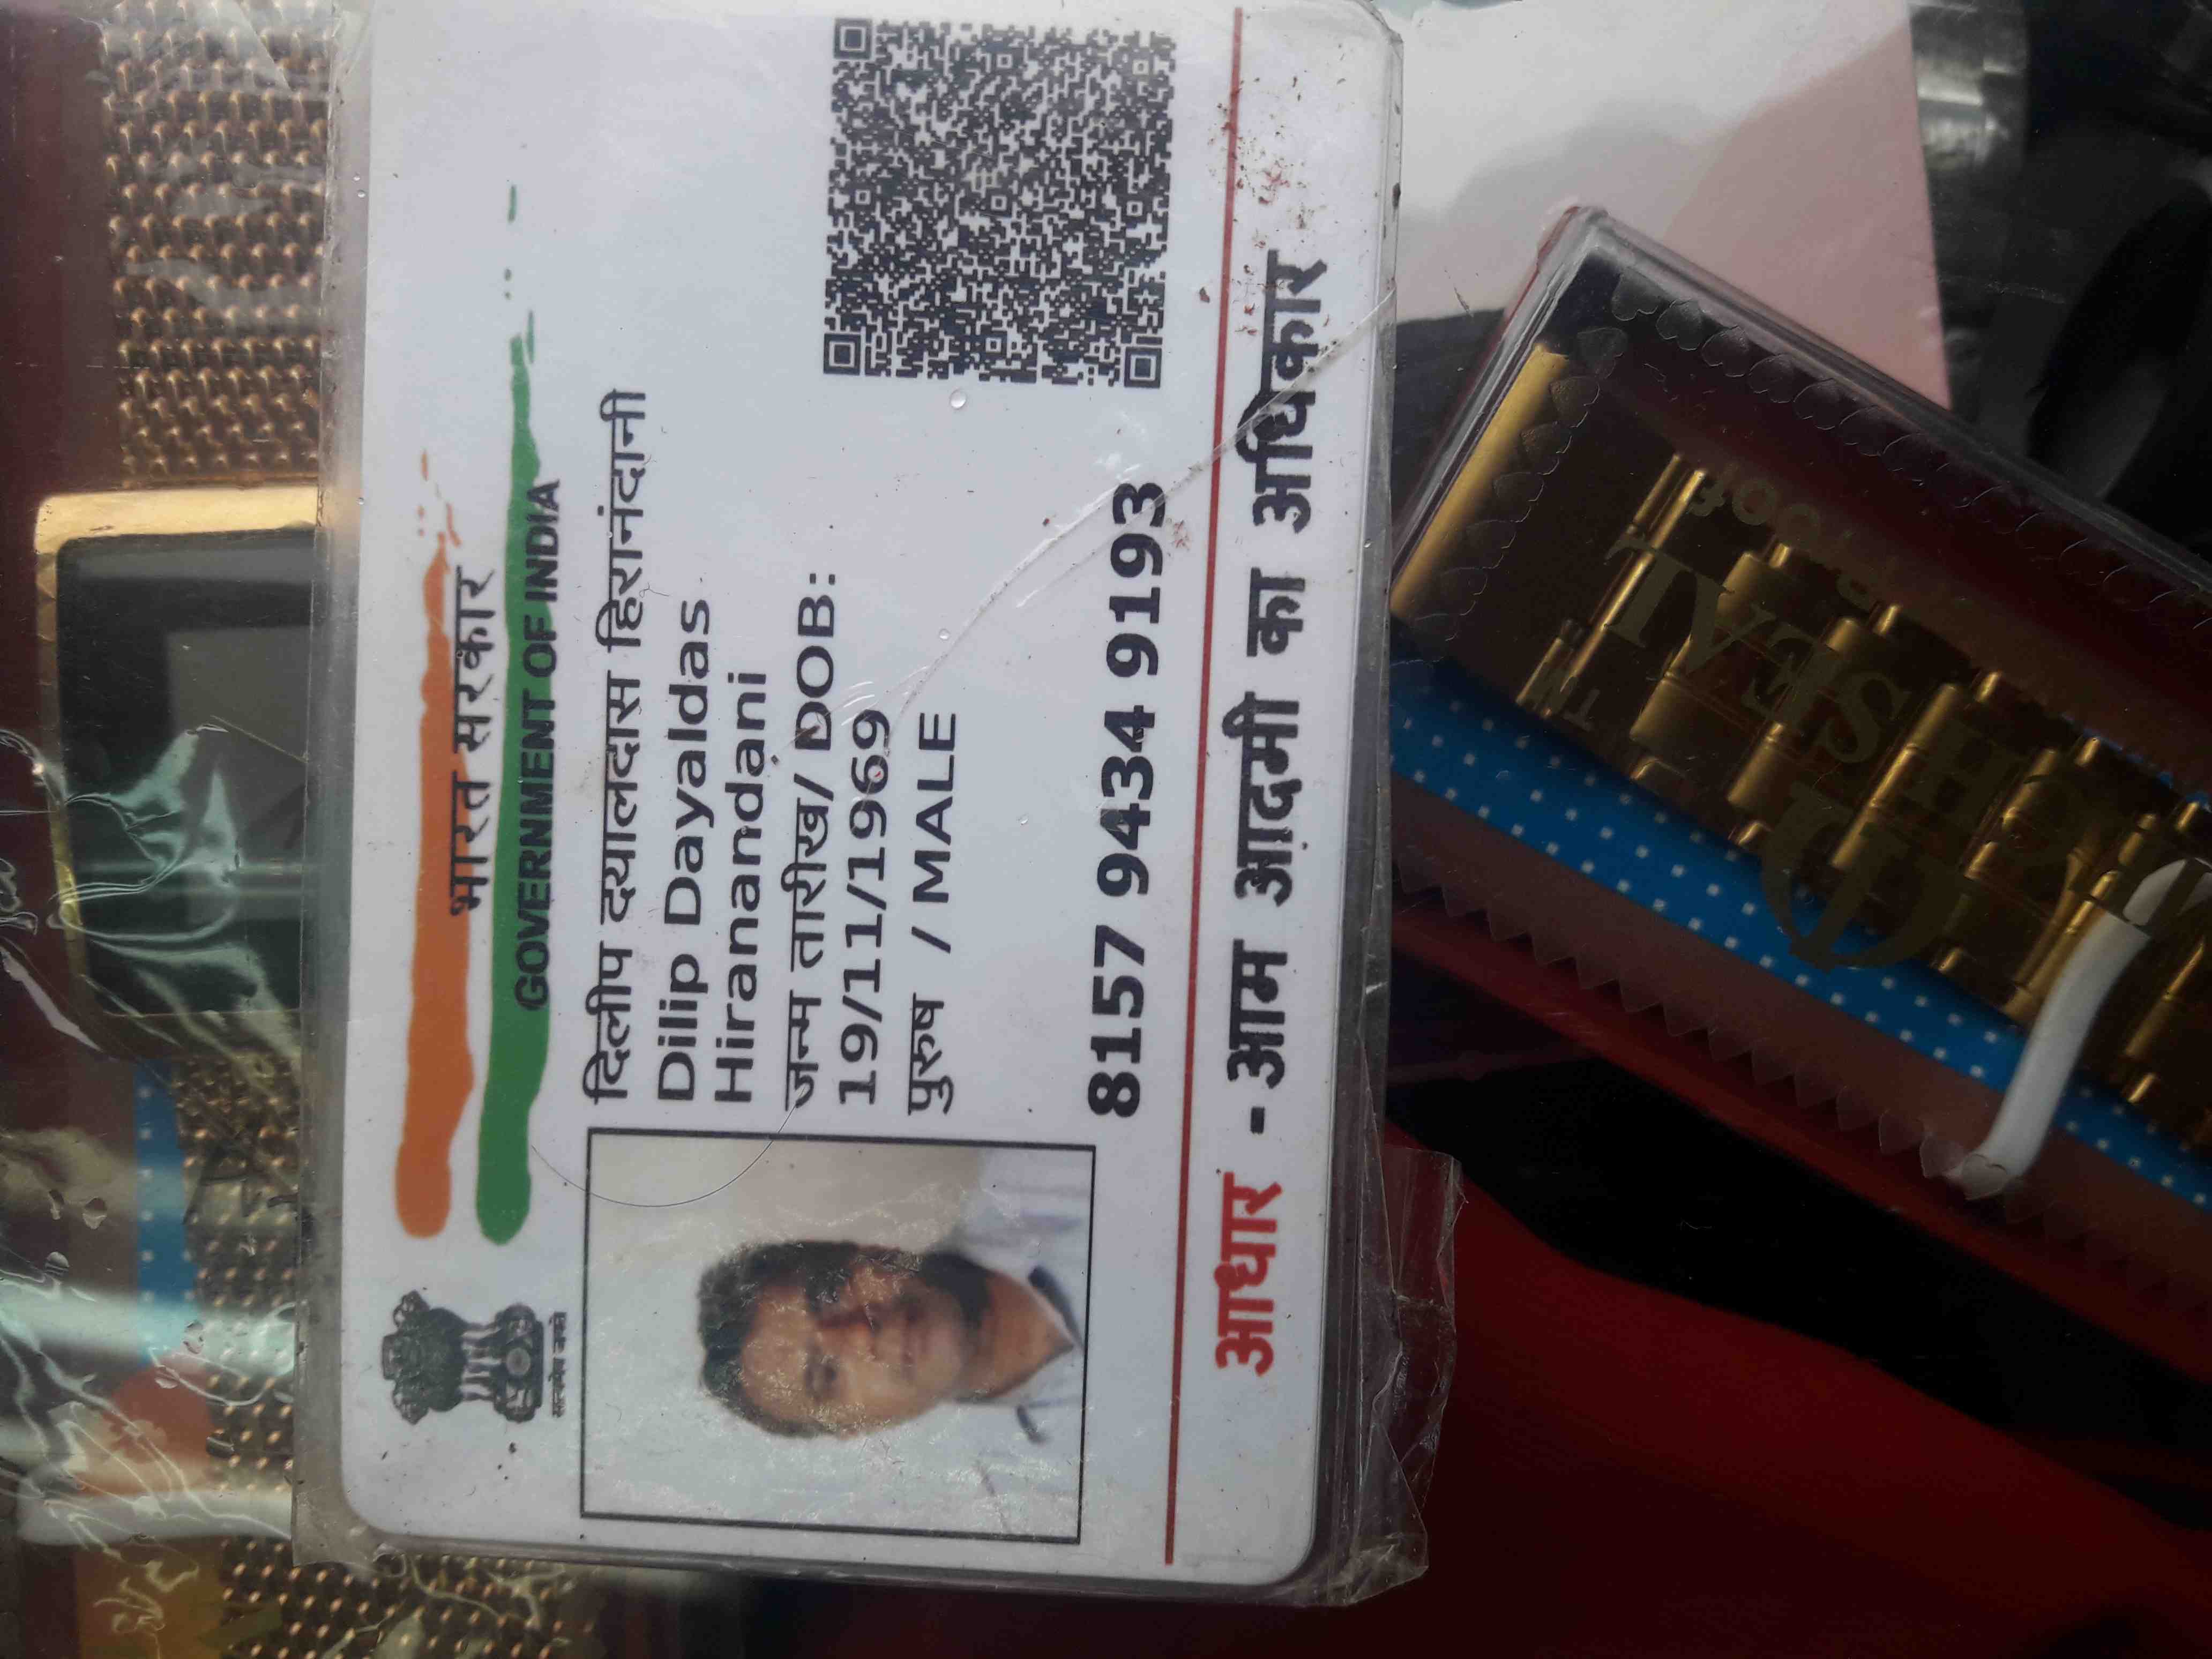 भारत सरकार
GOVERNMENT OF INDIA
सत्यमेव जयते
दिलीप दयालदास हिरानंदानी
Dilip Dayaldas
Hiranandani
जन्म तारीख/ DOB:
19/11/1969
पुरुष / MALE
8157 9434 9193
आधार - आम आदमी का अधिकार
TM